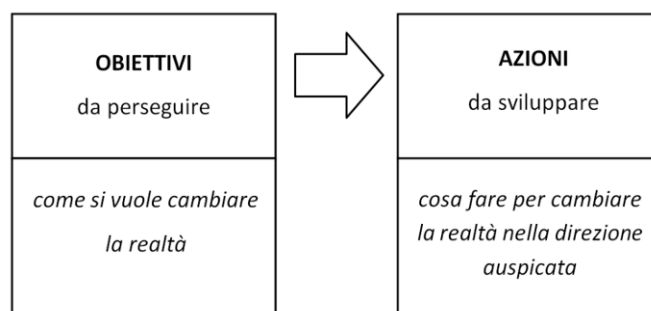 OBIETTIVI
da perseguire
come si vuole cambiare
la realtà
AZIONI
da sviluppare
cosa fare per cambiare
la realtà nella direzione
auspicata